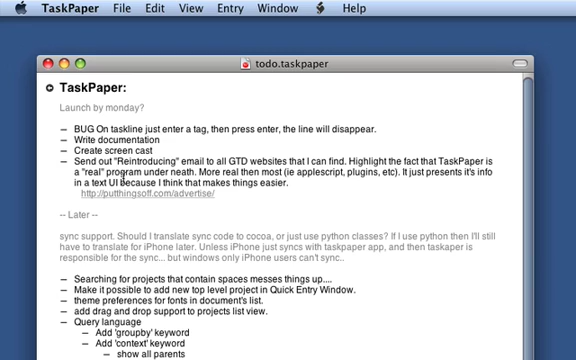 TaskPaper File Edit View Entry Window Help
todo.taskpaper
TaskPaper:
Launch by monday?
– BUG On taskline just enter a tag, then press enter, the line will disappear.
– Write documentation
– Create screen cast
– Send out "Reintroducing" email to all GTD websites that I can find. Highlight the fact that TaskPaper is
a "real" program under neath. More real then most (ie applescript, plugins, etc). It just presents it's info
in a text UI because I think that makes things easier.
http://putthingsoff.com/advertise/
-- Later --
sync support. Should I translate sync code to cocoa, or just use python classes? If I use python then I'll still
have to translate for iPhone later. Unless iPhone just syncs with taskpaper app, and then taskaper is
responsible for the sync... but windows only iPhone users can't sync..
– Searching for projects that contain spaces messes things up....
– Make it possible to add new top level project in Quick Entry Window.
– theme preferences for fonts in document's list.
– add drag and drop support to projects list view.
– Query language
– Add 'groupby' keyword
– Add 'context' keyword
– show all parents